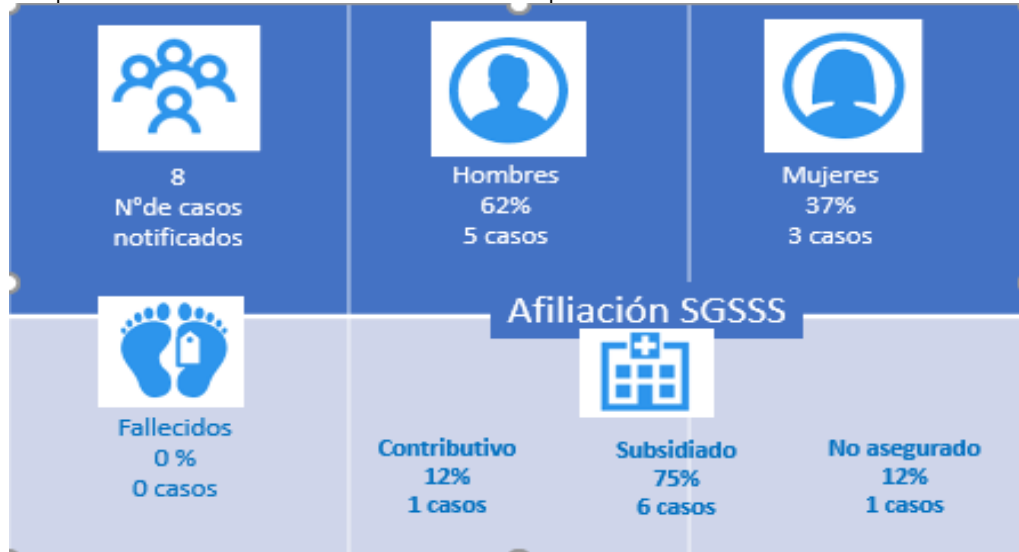 8
N°de casos
notificados
Hombres
62%
5 casos
Mujeres
37%
3 casos
Afiliación SGSSS
Fallecidos
0 %
0 casos
Contributivo
12%
1 casos
Subsidiado
75%
6 casos
No asegurado
12%
1 casos